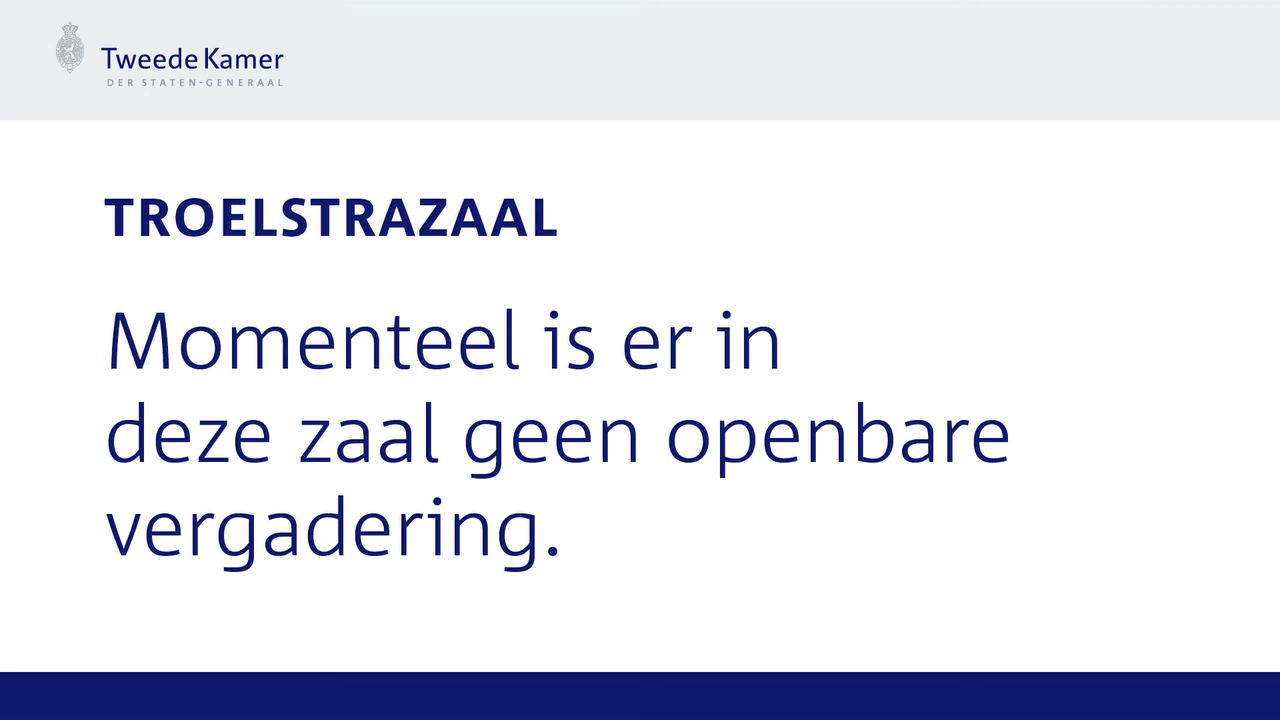 Tweede Kamer
DER STATEN-GENERAAL
TROELSTRAZAAL
Momenteel is er in
deze zaal geen openbare
vergadering.